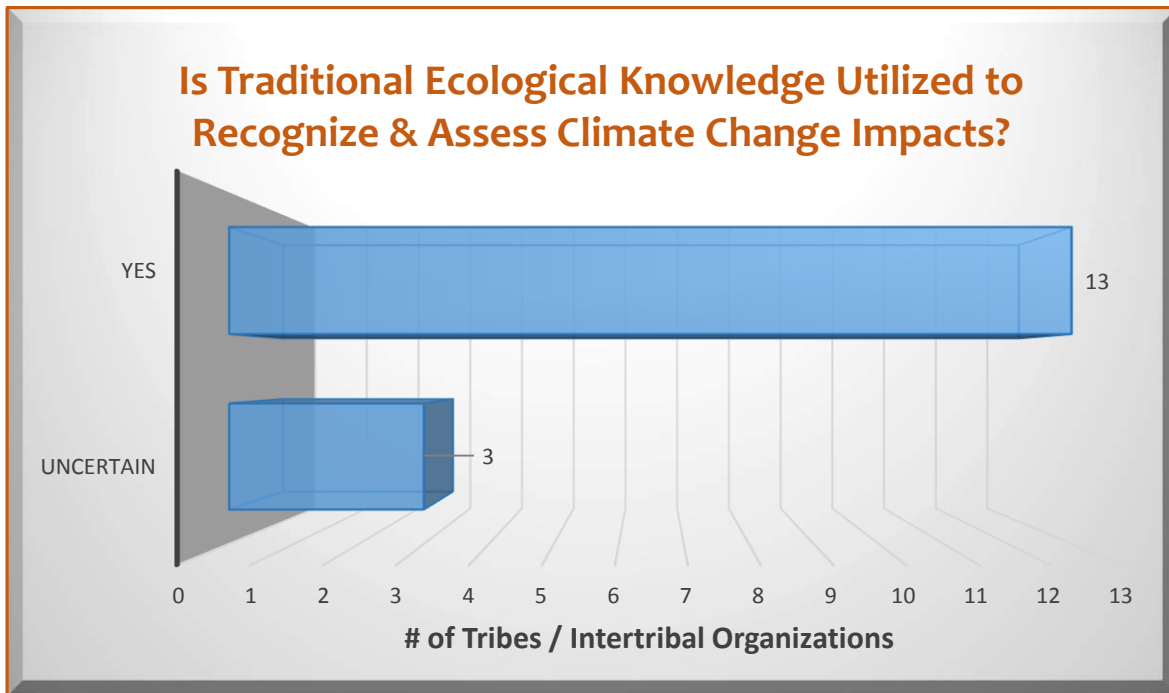 Is Traditional Ecological Knowledge Utilized to
Recognize & Assess Climate Change Impacts?
YES
13
UNCERTAIN
3
0 1 2 3 4 5 6 7 8 9 10 11 12 13
# of Tribes / Intertribal Organizations